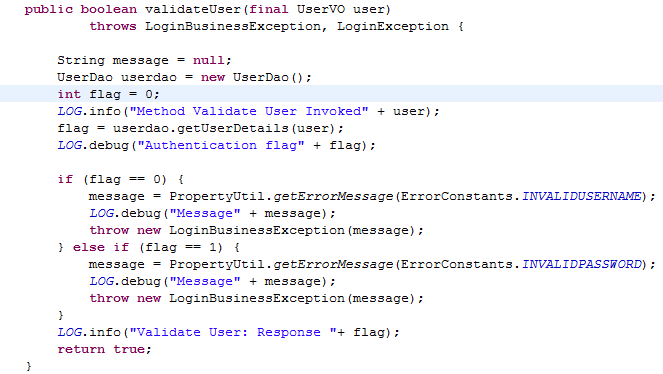 public boolean validateUser(final UserVO user)
        throws LoginBusinessException, LoginException {

    String message = null;
    UserDao userdao = new UserDao();
    int flag = 0;
    LOG.info("Method Validate User Invoked" + user);
    flag = userdao.getUserDetails(user);
    LOG.debug("Authentication flag" + flag);

    if (flag == 0) {
        message = PropertyUtil.getErrorMessage(ErrorConstants.INVALIDUSERNAME);
        LOG.debug("Message" + message);
        throw new LoginBusinessException(message);
    } else if (flag == 1) {
        message = PropertyUtil.getErrorMessage(ErrorConstants.INVALIDPASSWORD);
        LOG.debug("Message" + message);
        throw new LoginBusinessException(message);
    }
    LOG.info("Validate User: Response "+ flag);
    return true;
}